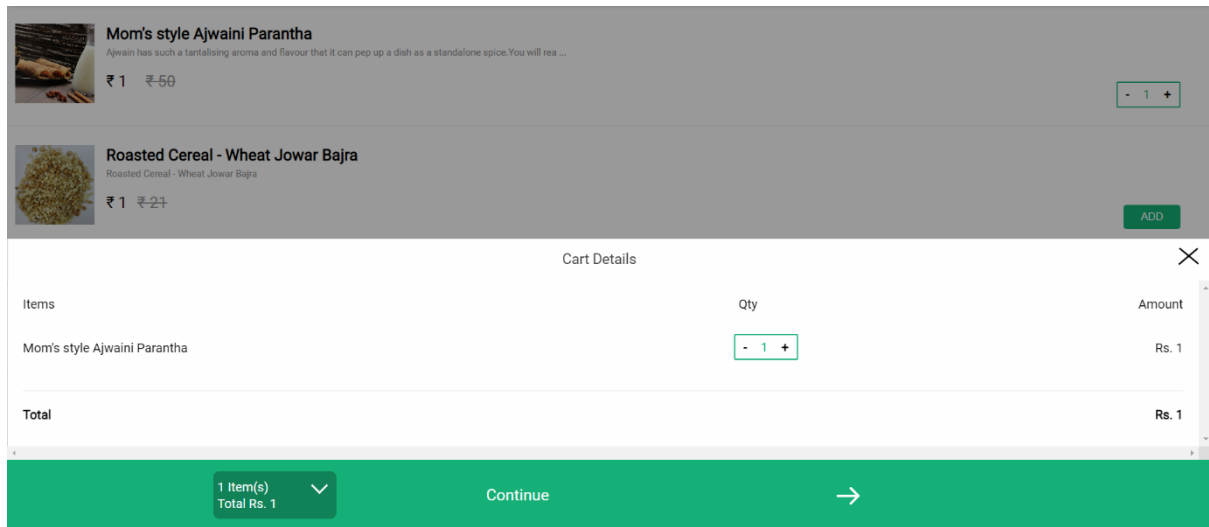 Mom's style Ajwaini Parantha
Ajwain has such a tantalising aroma and flavour that it can pep up a dish as a standalone spice.You will rea ...
₹ 1 ₹ 50
- 1 +
Roasted Cereal - Wheat Jowar Bajra
Roasted Cereal - Wheat Jowar Bajra
₹ 1 ₹ 21
ADD
Cart Details
Items Qty Amount
Mom's style Ajwaini Parantha - 1 + Rs. 1
Total Rs. 1
1 Item(s)
Total Rs. 1
Continue